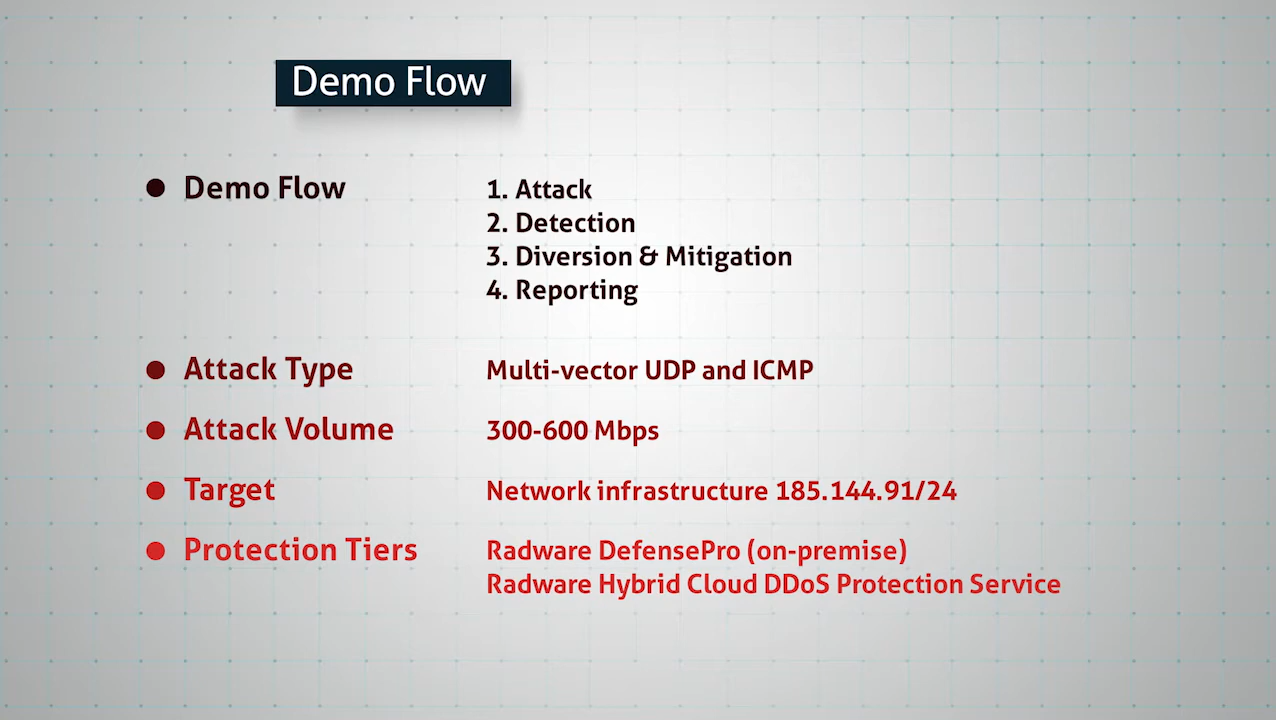 Demo Flow
Demo Flow
1. Attack
2. Detection
3. Diversion & Mitigation
4. Reporting
Attack Type
Multi-vector UDP and ICMP
Attack Volume
300-600 Mbps
Target
Network infrastructure 185.144.91/24
Protection Tiers
Radware DefensePro (on-premise)
Radware Hybrid Cloud DDoS Protection Service